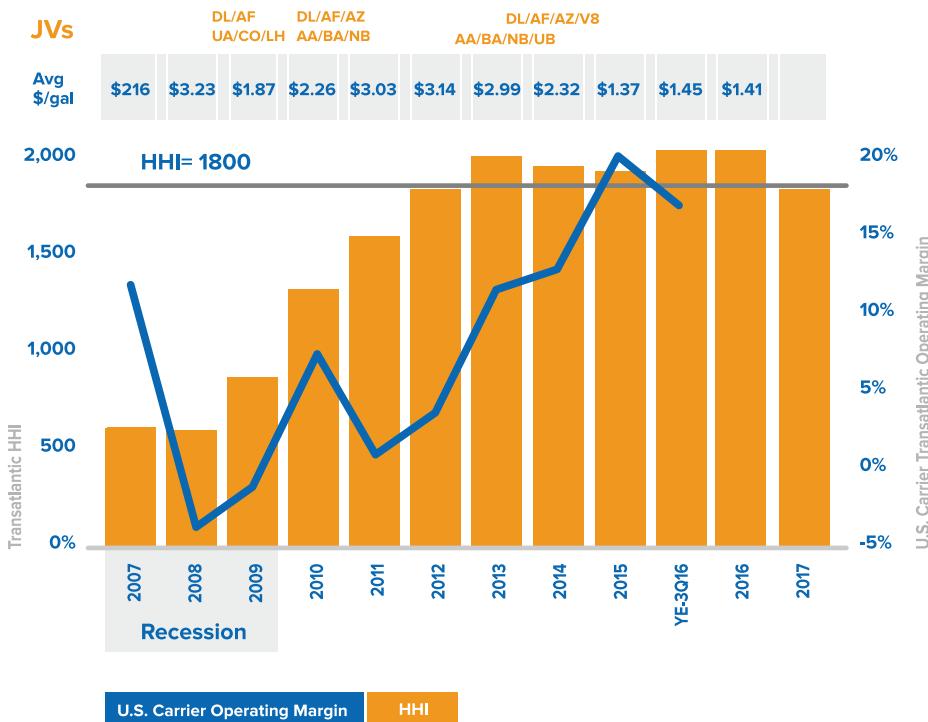 JVs
DL/AF
UA/CO/LH
DL/AF/AZ
AA/BA/NB
DL/AF/AZ/V8
AA/BA/NB/UB
Avg
$/gal
$216 $3.23 $1.87 $2.26 $3.03 $3.14 $2.99 $2.32 $1.37 $1.45 $1.41
HHI= 1800
2,000
1,500
1,000
500
0%
Transatlantic HHI
20%
15%
10%
5%
0%
-5%
U.S. Carrier Transatlantic Operating Margin
2007 2008 2009 2010 2011 2012 2013 2014 2015 YE-3Q16 2016 2017
Recession
U.S. Carrier Operating Margin
HHI